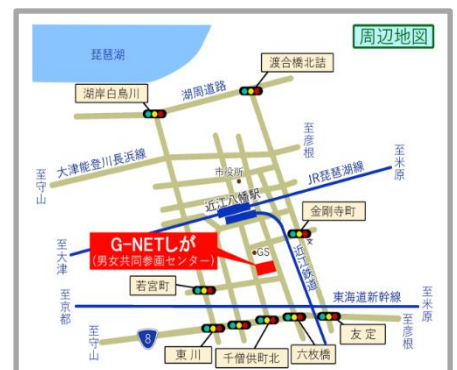 周辺地図
琵琶湖
渡合橋北詰
湖岸白鳥川
湖周道路
大津能登川長浜線
至彦根
至米原
至守山
市役所
JR琵琶湖線
近江八幡駅
金剛寺町
文
G-NETしが
(男女共同参画センター)
GS
近江鉄道
至大津
若宮町
東海道新幹線
至京都
至米原
至守山
8
東川
千僧供町北
六枚橋
友定
至彦根